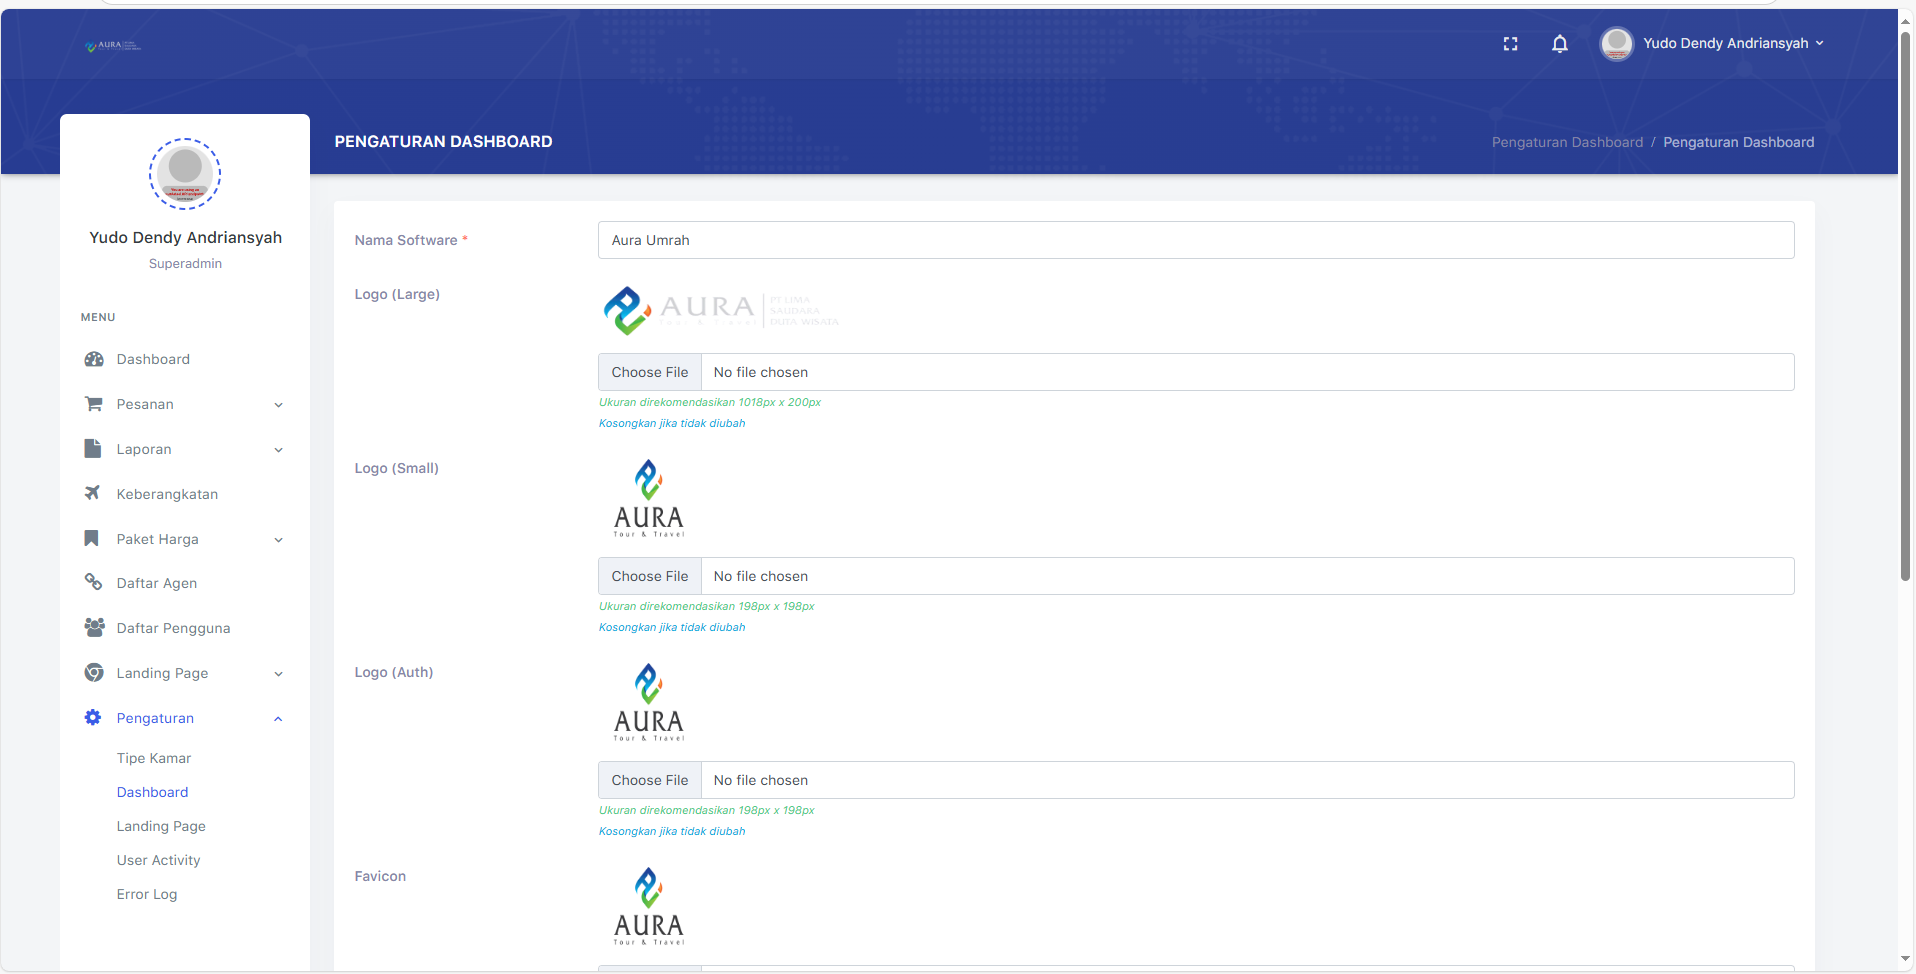 AURA
Yudo Dendy Andriansyah
PENGATURAN DASHBOARD
Pengaturan Dashboard / Pengaturan Dashboard
Yudo Dendy Andriansyah
Superadmin
MENU
Dashboard
Pesanan
Laporan
Keberangkatan
Paket Harga
Daftar Agen
Daftar Pengguna
Landing Page
Pengaturan
Tipe Kamar
Dashboard
Landing Page
User Activity
Error Log
Nama Software *
Aura Umrah
Logo (Large)
AURA
Tour & Travel
PT LIMA
SAUDARA
DUTA WISATA
Choose File No file chosen
Ukuran direkomendasikan 1018px x 200px
Kosongkan jika tidak diubah
Logo (Small)
AURA
Tour & Travel
Choose File No file chosen
Ukuran direkomendasikan 198px x 198px
Kosongkan jika tidak diubah
Logo (Auth)
AURA
Tour & Travel
Choose File No file chosen
Ukuran direkomendasikan 198px x 198px
Kosongkan jika tidak diubah
Favicon
AURA
Tour & Travel